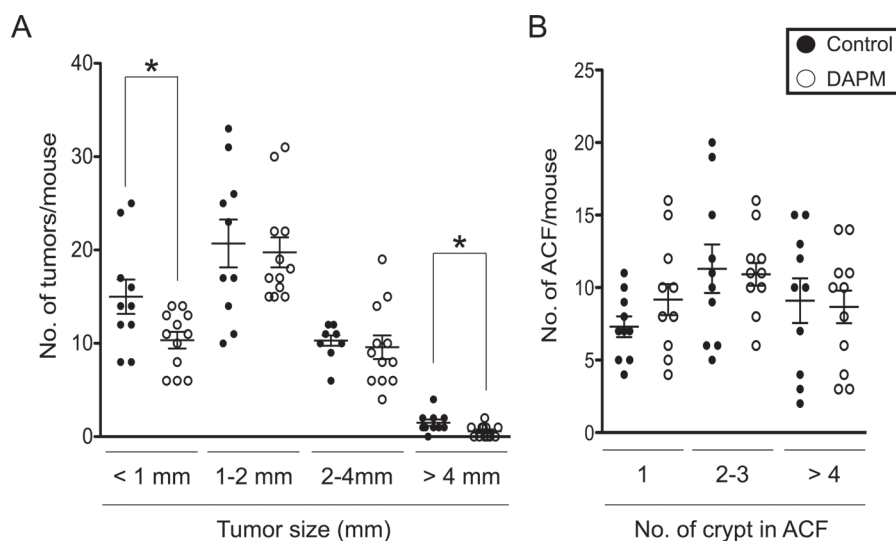 A
B
Control
DAPM
*
*
No. of tumors/mouse
40
30
20
10
0
< 1 mm
1-2 mm
2-4mm
> 4 mm
Tumor size (mm)
No. of ACF/mouse
25
20
15
10
5
0
1
2-3
> 4
No. of crypt in ACF